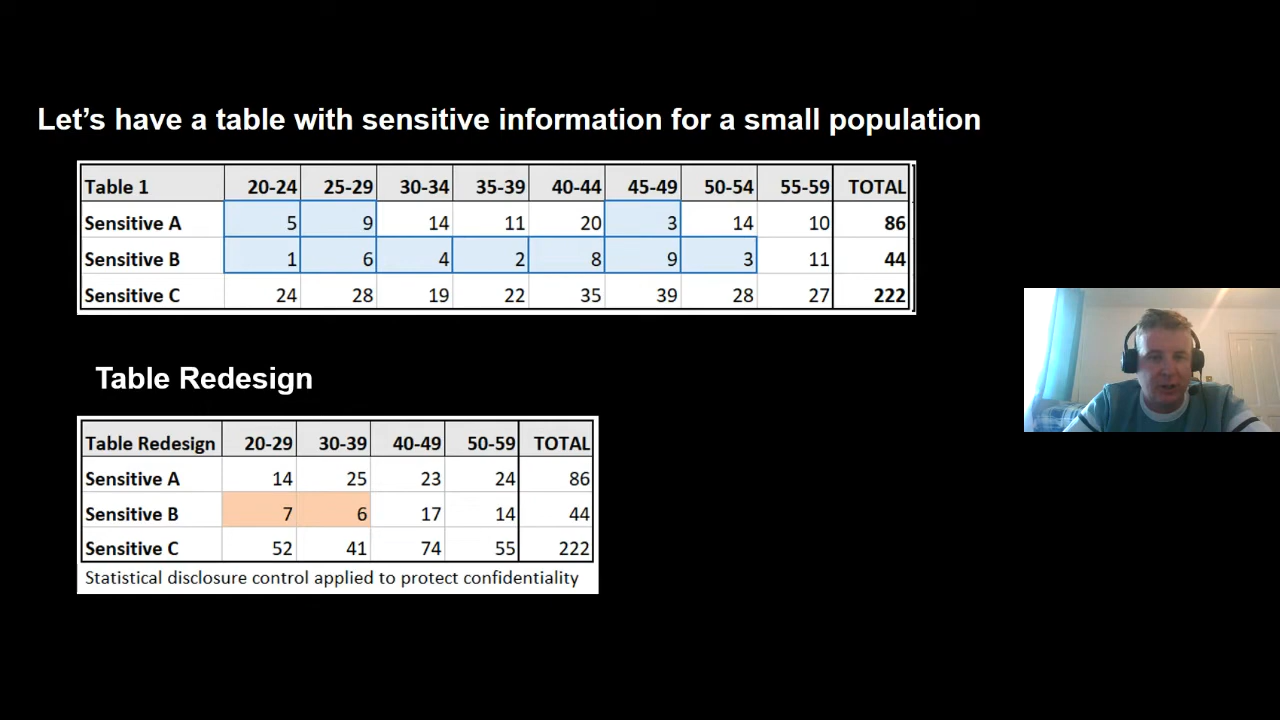 Let’s have a table with sensitive information for a small population
Table 1 20-24 25-29 30-34 35-39 40-44 45-49 50-54 55-59 TOTAL
Sensitive A 5 9 14 11 20 3 14 10 86
Sensitive B 1 6 4 2 8 9 3 11 44
Sensitive C 24 28 19 22 35 39 28 27 222
Table Redesign
Table Redesign 20-29 30-39 40-49 50-59 TOTAL
Sensitive A 14 25 23 24 86
Sensitive B 7 6 17 14 44
Sensitive C 52 41 74 55 222
Statistical disclosure control applied to protect confidentiality